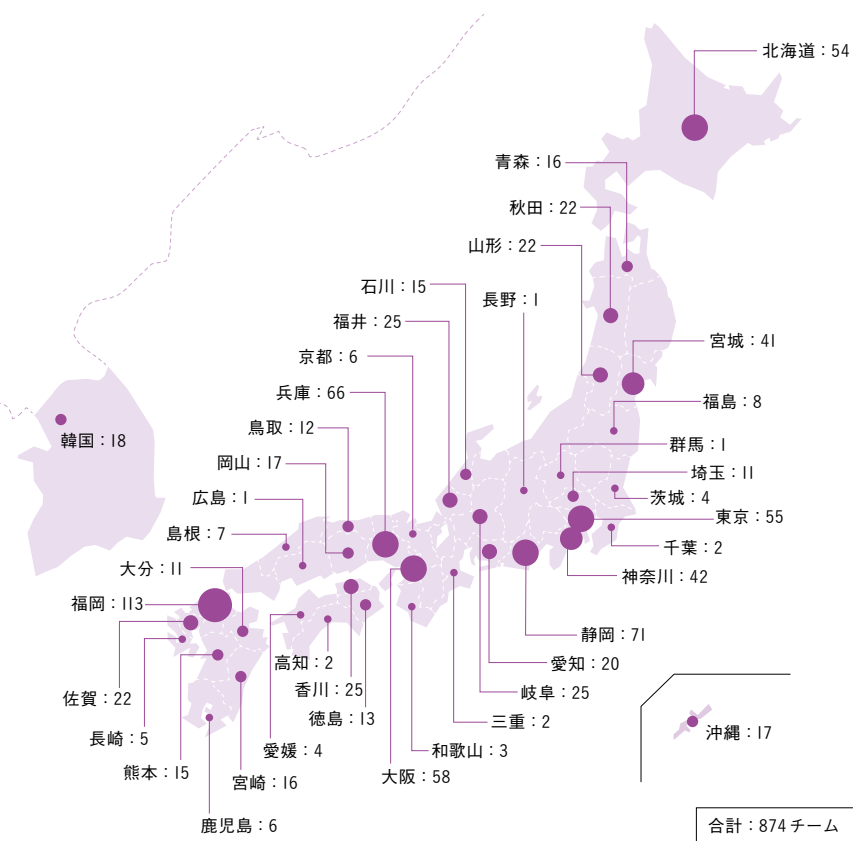 北海道：54
青森：16
秋田：22
山形：22
石川：15
長野：1
福井：25
宮城：41
京都：6
兵庫：66
福島：8
鳥取：12
韓国：18
群馬：1
岡山：17
埼玉：11
広島：1
茨城：4
東京：55
島根：7
千葉：2
大分：11
神奈川：42
福岡：113
静岡：71
高知：2
愛知：20
香川：25
岐阜：25
佐賀：22
徳島：13
三重：2
沖縄：17
長崎：5
愛媛：4
和歌山：3
熊本：15
宮崎：16
大阪：58
鹿児島：6
合計：874チーム